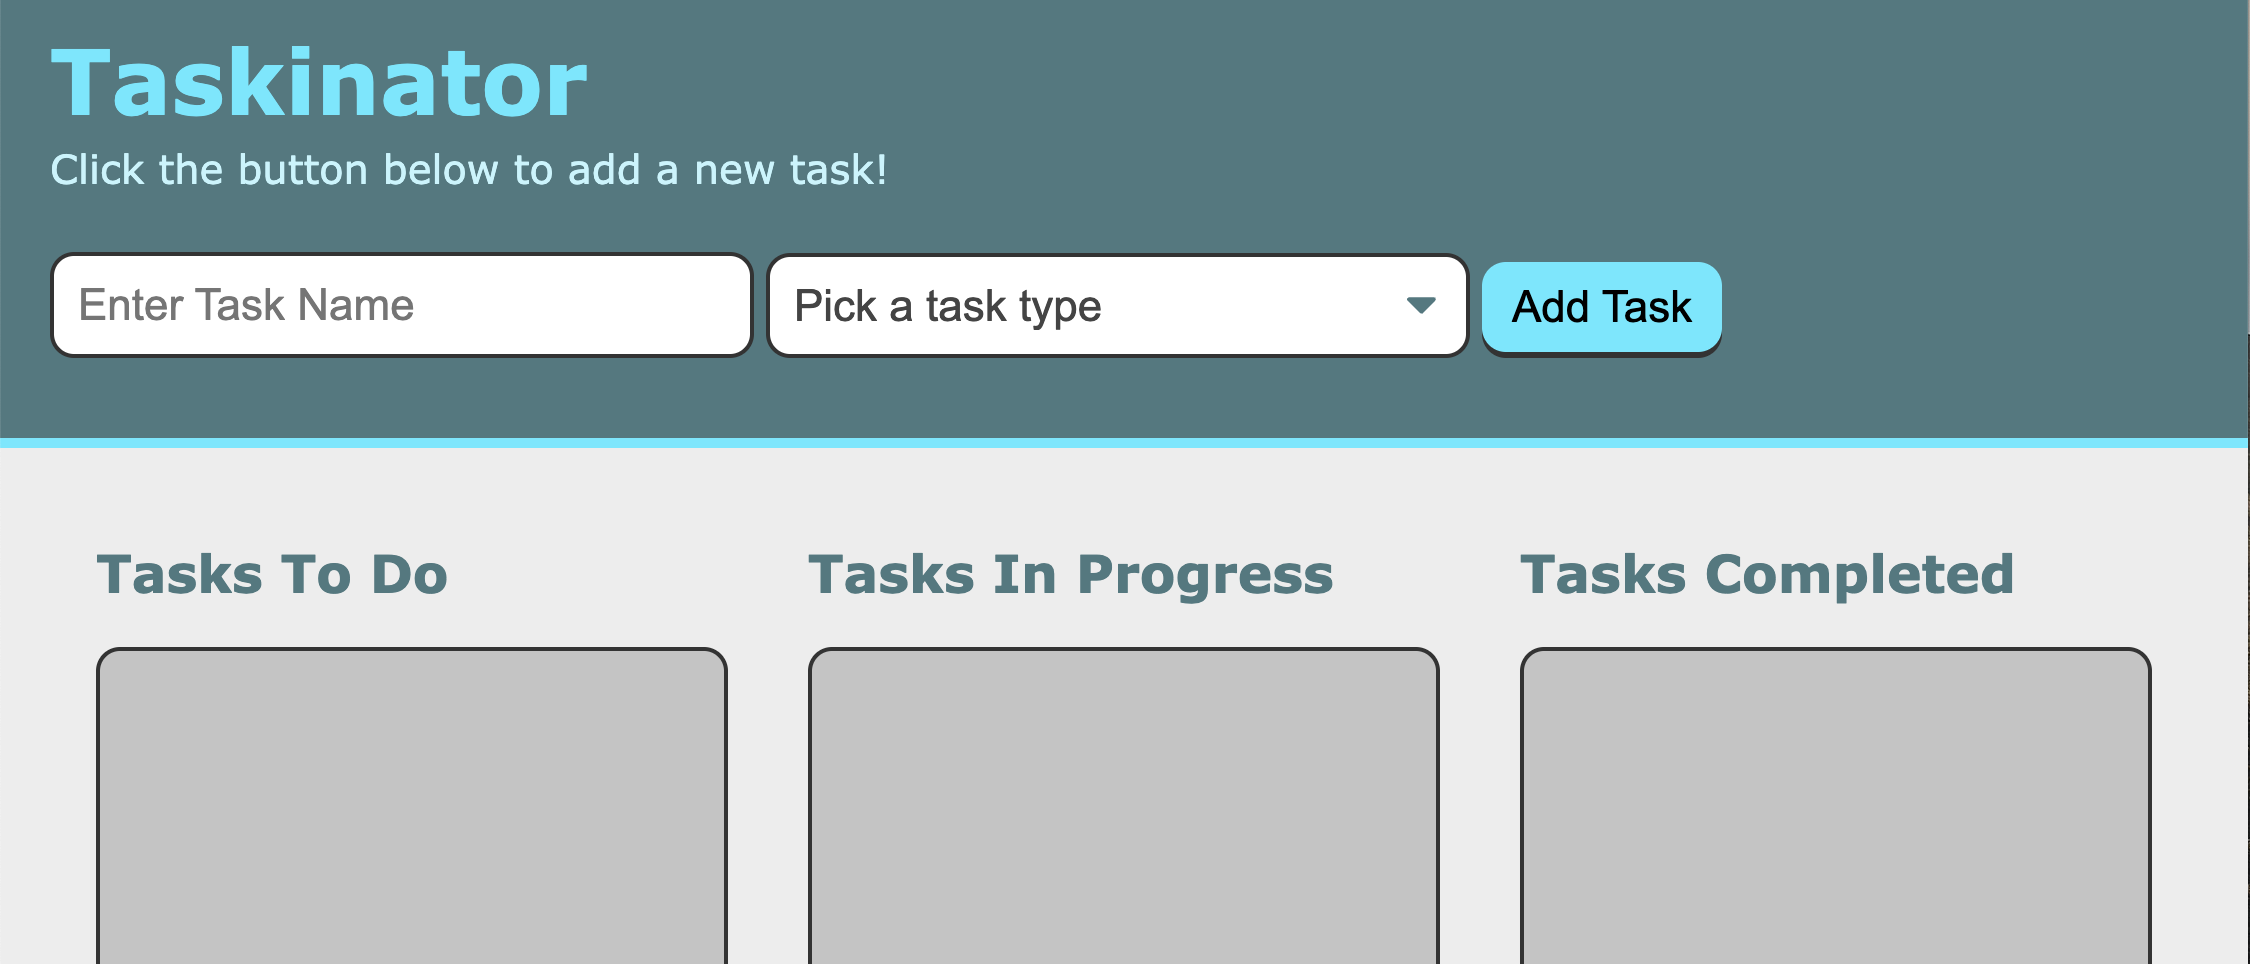 Taskinator
Click the button below to add a new task!
Enter Task Name
Pick a task type
Add Task
Tasks To Do
Tasks In Progress
Tasks Completed